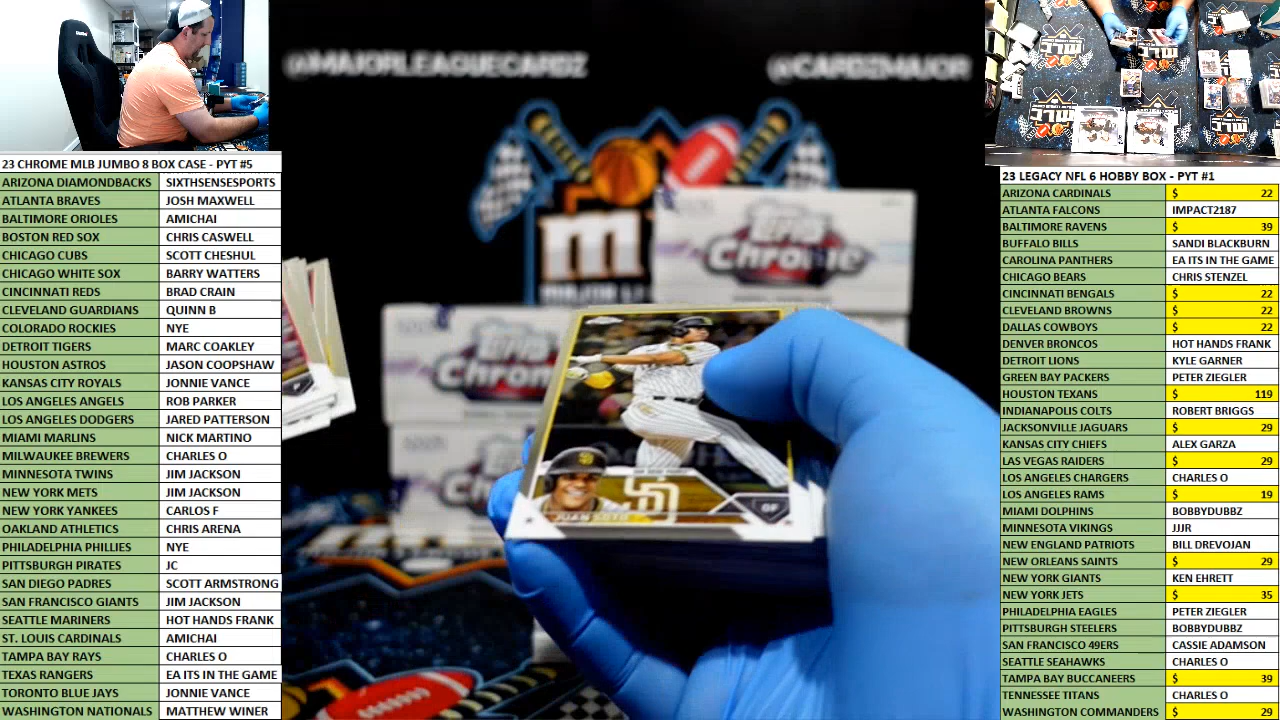 @MAJORLEAGUECARDZ
@CARDZMAJOR
23 CHROME MLB JUMBO 8 BOX CASE - PYT #5
ARIZONA DIAMONDBACKS SIXTHSENSESPORTS
ATLANTA BRAVES JOSH MAXWELL
BALTIMORE ORIOLES AMICHAI
BOSTON RED SOX CHRIS CASWELL
CHICAGO CUBS SCOTT CHESHUL
CHICAGO WHITE SOX BARRY WATTERS
CINCINNATI REDS BRAD CRAIN
CLEVELAND GUARDIANS QUINN B
COLORADO ROCKIES NYE
DETROIT TIGERS MARC COAKLEY
HOUSTON ASTROS JASON COOPSHAW
KANSAS CITY ROYALS JONNIE VANCE
LOS ANGELES ANGELS ROB PARKER
LOS ANGELES DODGERS JARED PATTERSON
MIAMI MARLINS NICK MARTINO
MILWAUKEE BREWERS CHARLES O
MINNESOTA TWINS JIM JACKSON
NEW YORK METS JIM JACKSON
NEW YORK YANKEES CARLOS F
OAKLAND ATHLETICS CHRIS ARENA
PHILADELPHIA PHILLIES NYE
PITTSBURGH PIRATES JC
SAN DIEGO PADRES SCOTT ARMSTRONG
SAN FRANCISCO GIANTS JIM JACKSON
SEATTLE MARINERS HOT HANDS FRANK
ST. LOUIS CARDINALS AMICHAI
TAMPA BAY RAYS CHARLES O
TEXAS RANGERS EA ITS IN THE GAME
TORONTO BLUE JAYS JONNIE VANCE
WASHINGTON NATIONALS MATTHEW WINER
m
Topps
Chrome
SD
JUAN SOTO
OF
23 LEGACY NFL 6 HOBBY BOX - PYT #1
ARIZONA CARDINALS $ 22
ATLANTA FALCONS IMPACT2187
BALTIMORE RAVENS $ 39
BUFFALO BILLS SANDI BLACKBURN
CAROLINA PANTHERS EA ITS IN THE GAME
CHICAGO BEARS CHRIS STENZEL
CINCINNATI BENGALS $ 22
CLEVELAND BROWNS $ 22
DALLAS COWBOYS $ 22
DENVER BRONCOS HOT HANDS FRANK
DETROIT LIONS KYLE GARNER
GREEN BAY PACKERS PETER ZIEGLER
HOUSTON TEXANS $ 119
INDIANAPOLIS COLTS ROBERT BRIGGS
JACKSONVILLE JAGUARS $ 29
KANSAS CITY CHIEFS ALEX GARZA
LAS VEGAS RAIDERS $ 29
LOS ANGELES CHARGERS CHARLES O
LOS ANGELES RAMS $ 19
MIAMI DOLPHINS BOBBYDUBBZ
MINNESOTA VIKINGS JJJR
NEW ENGLAND PATRIOTS BILL DREVOJAN
NEW ORLEANS SAINTS $ 29
NEW YORK GIANTS KEN EHRETT
NEW YORK JETS $ 35
PHILADELPHIA EAGLES PETER ZIEGLER
PITTSBURGH STEELERS BOBBYDUBBZ
SAN FRANCISCO 49ERS CASSIE ADAMSON
SEATTLE SEAHAWKS CHARLES O
TAMPA BAY BUCCANEERS $ 39
TENNESSEE TITANS CHARLES O
WASHINGTON COMMANDERS $ 29